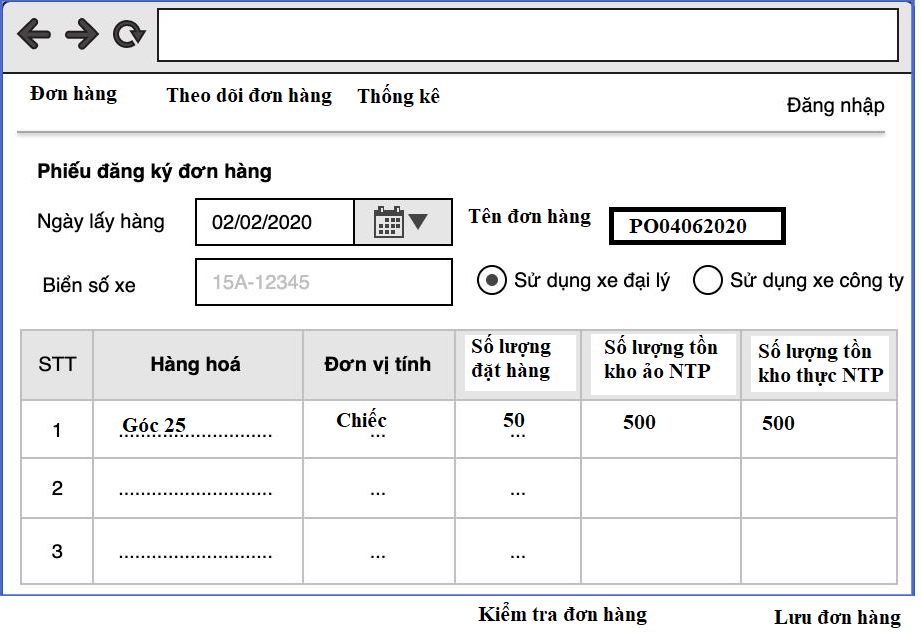 Đơn hàng Theo dõi đơn hàng Thống kê
Đăng nhập
Phiếu đăng ký đơn hàng
Ngày lấy hàng 02/02/2020 Tên đơn hàng PO04062020
Biển số xe 15A-12345 Sử dụng xe đại lý Sử dụng xe công ty
STT Hàng hoá Đơn vị tính Số lượng đặt hàng Số lượng tồn kho ảo NTP Số lượng tồn kho thực NTP
1 Góc 25 Chiếc 50 500 500
2 ............................ ... ...
3 ............................ ... ...
Kiểm tra đơn hàng Lưu đơn hàng